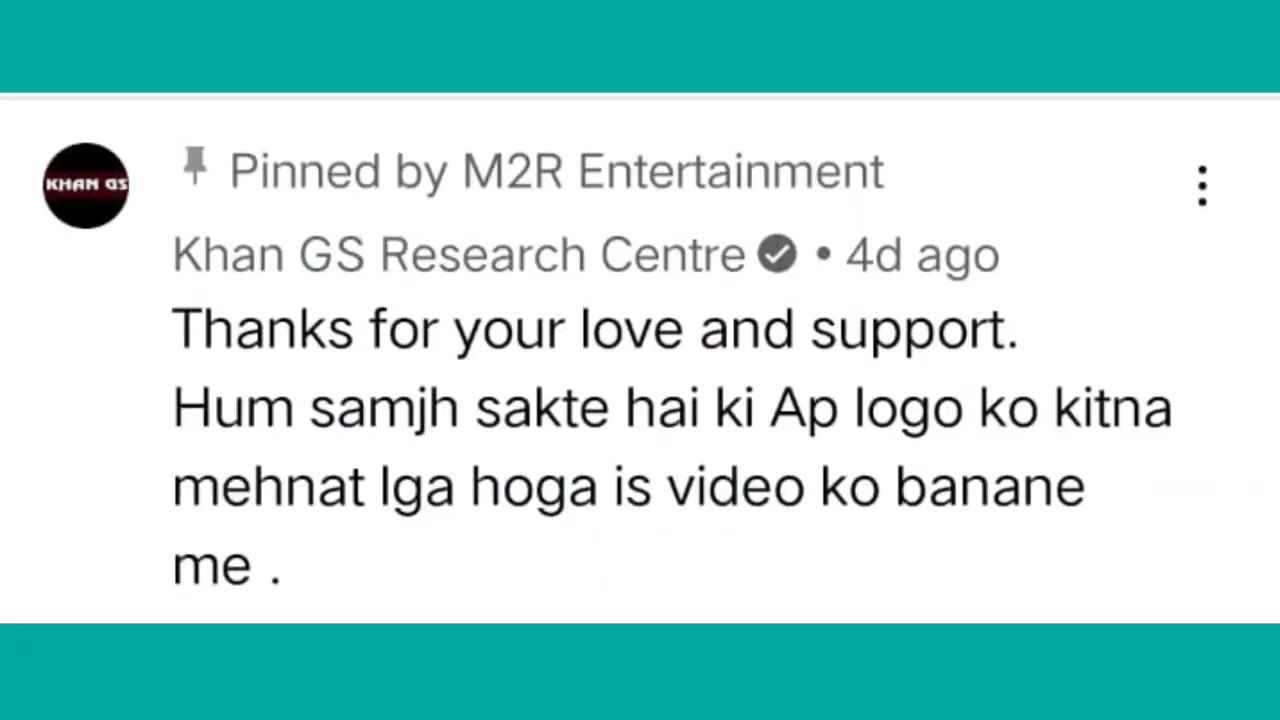 KHAN GS
Pinned by M2R Entertainment
Khan GS Research Centre • 4d ago
Thanks for your love and support.
Hum samjh sakte hai ki Ap logo ko kitna
mehnat lga hoga is video ko banane
me .